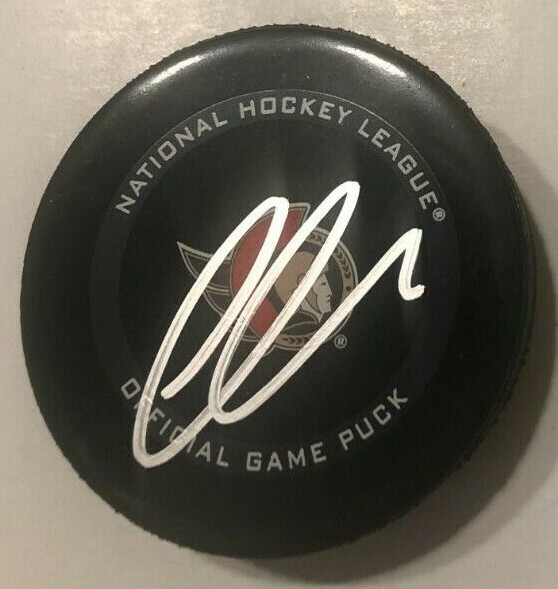 NATIONAL HOCKEY LEAGUE®
®
OFFICIAL GAME PUCK